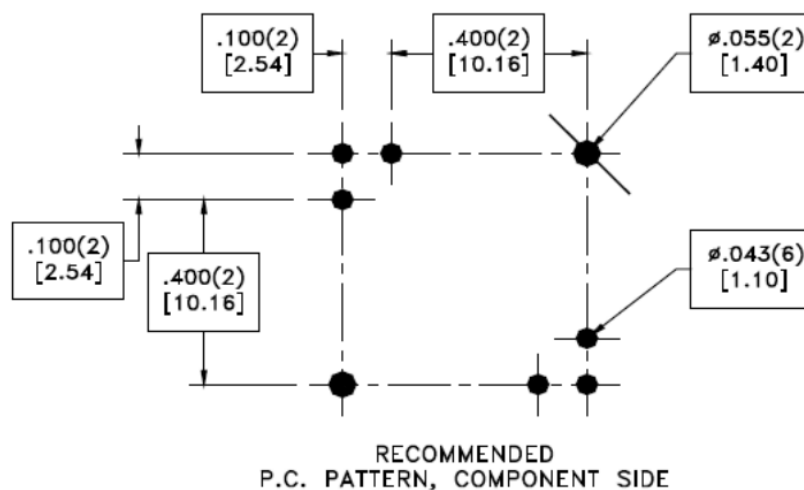 .100(2)
[2.54]
.400(2)
[10.16]
ø.055(2)
[1.40]
.100(2)
[2.54]
.400(2)
[10.16]
ø.043(6)
[1.10]
RECOMMENDED
P.C. PATTERN, COMPONENT SIDE